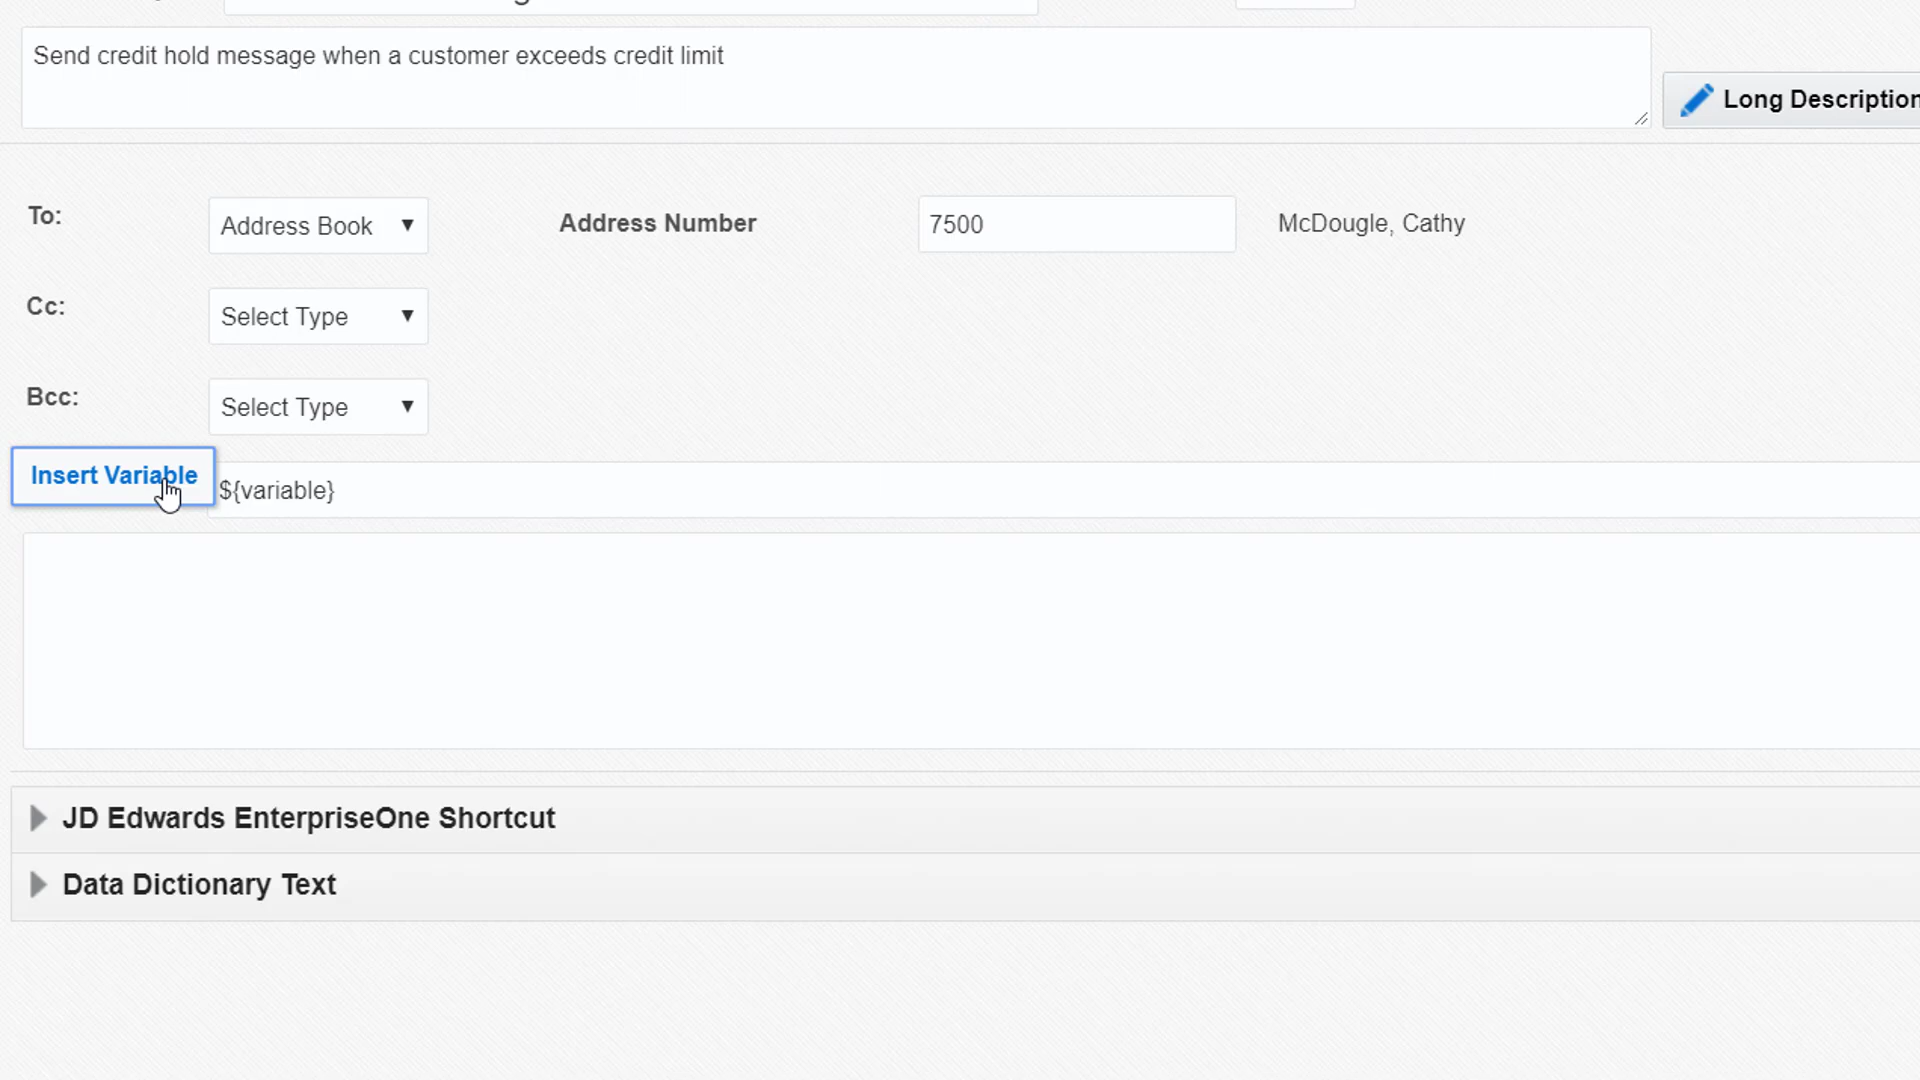 Send credit hold message when a customer exceeds credit limit
Long Description
To:
Address Book
Address Number
7500
McDougle, Cathy
Cc:
Select Type
Bcc:
Select Type
Insert Variable
${variable}
JD Edwards EnterpriseOne Shortcut
Data Dictionary Text